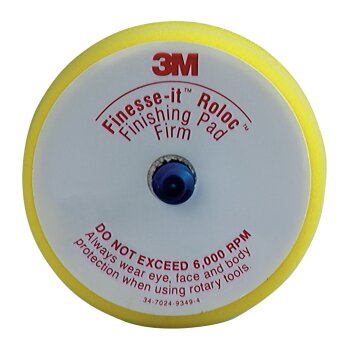 3M
Finesse-it™ Roloc™
Finishing Pad
Firm
DO NOT EXCEED 6,000 RPM
Always wear eye, face and body
protection when using rotary tools.
34-7024-9349-4